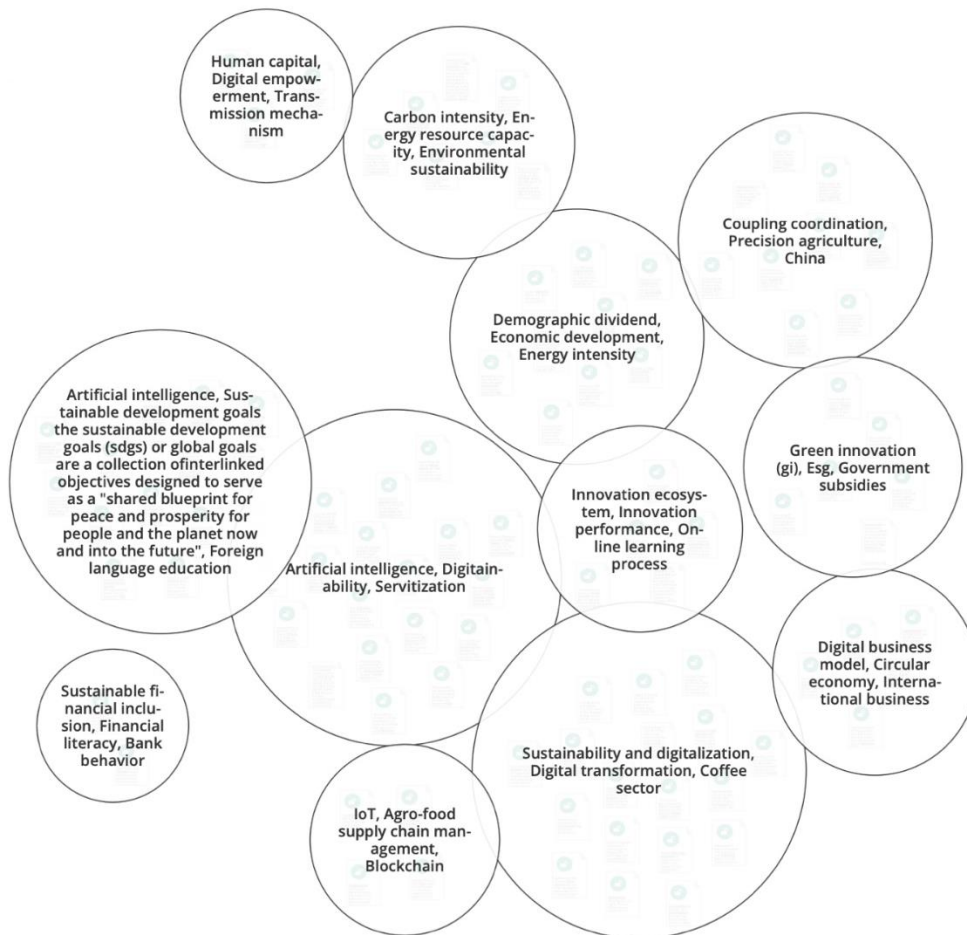 Human capital,
Digital empow-
erment, Trans-
mission mecha-
nism
Carbon intensity, En-
ergy resource capac-
ity, Environmental
sustainability
Coupling coordination,
Precision agriculture,
China
Demographic dividend,
Economic development,
Energy intensity
Artificial intelligence, Sus-
tainable development goals
the sustainable development
goals (sdgs) or global goals
are a collection ofinterlinked
objectives designed to serve
as a "shared blueprint for
peace and prosperity for
people and the planet now
and into the future", Foreign
language education
Green innovation
(gi), Esg, Government
subsidies
Innovation ecosys-
tem, Innovation
performance, On-
line learning
process
Artificial intelligence, Digitain-
ability, Servitization
Digital business
model, Circular
economy, Interna-
tional business
Sustainable fi-
nancial inclu-
sion, Financial
literacy, Bank
behavior
Sustainability and digitalization,
Digital transformation, Coffee
sector
IoT, Agro-food
supply chain man-
agement,
Blockchain